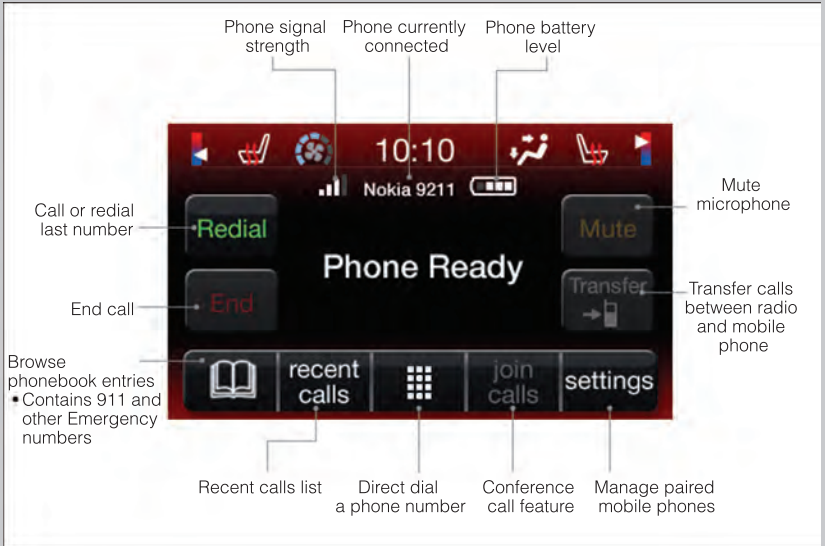 Phone signal
strength
Phone currently
connected
Phone battery
level
10:10
Nokia 9211
Call or redial
last number
Redial
Phone Ready
Mute
Mute
microphone
End call
End
Transfer
Transfer calls
between radio
and mobile
phone
Browse
phonebook entries
• Contains 911 and
other Emergency
numbers
recent
calls
join
calls
settings
Recent calls list
Direct dial
a phone number
Conference
call feature
Manage paired
mobile phones